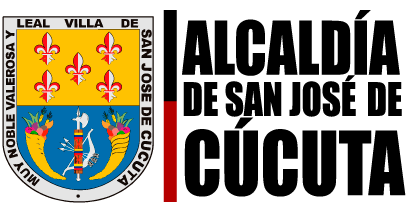 MUY NOBLE VALEROSA Y LEAL VILLA DE SAN JOSE DE CUCUTA
ALCALDÍA
DE SAN JOSÉ DE
CÚCUTA